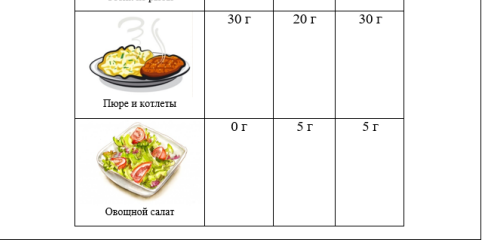 30 г 20 г 30 г
Пюре и котлеты
0 г 5 г 5 г
Овощной салат